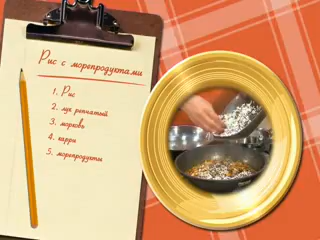 Рис с морепродуктами
1. Рис
2. лук репчатый
3. морковь
4. карри
5. морепродукты